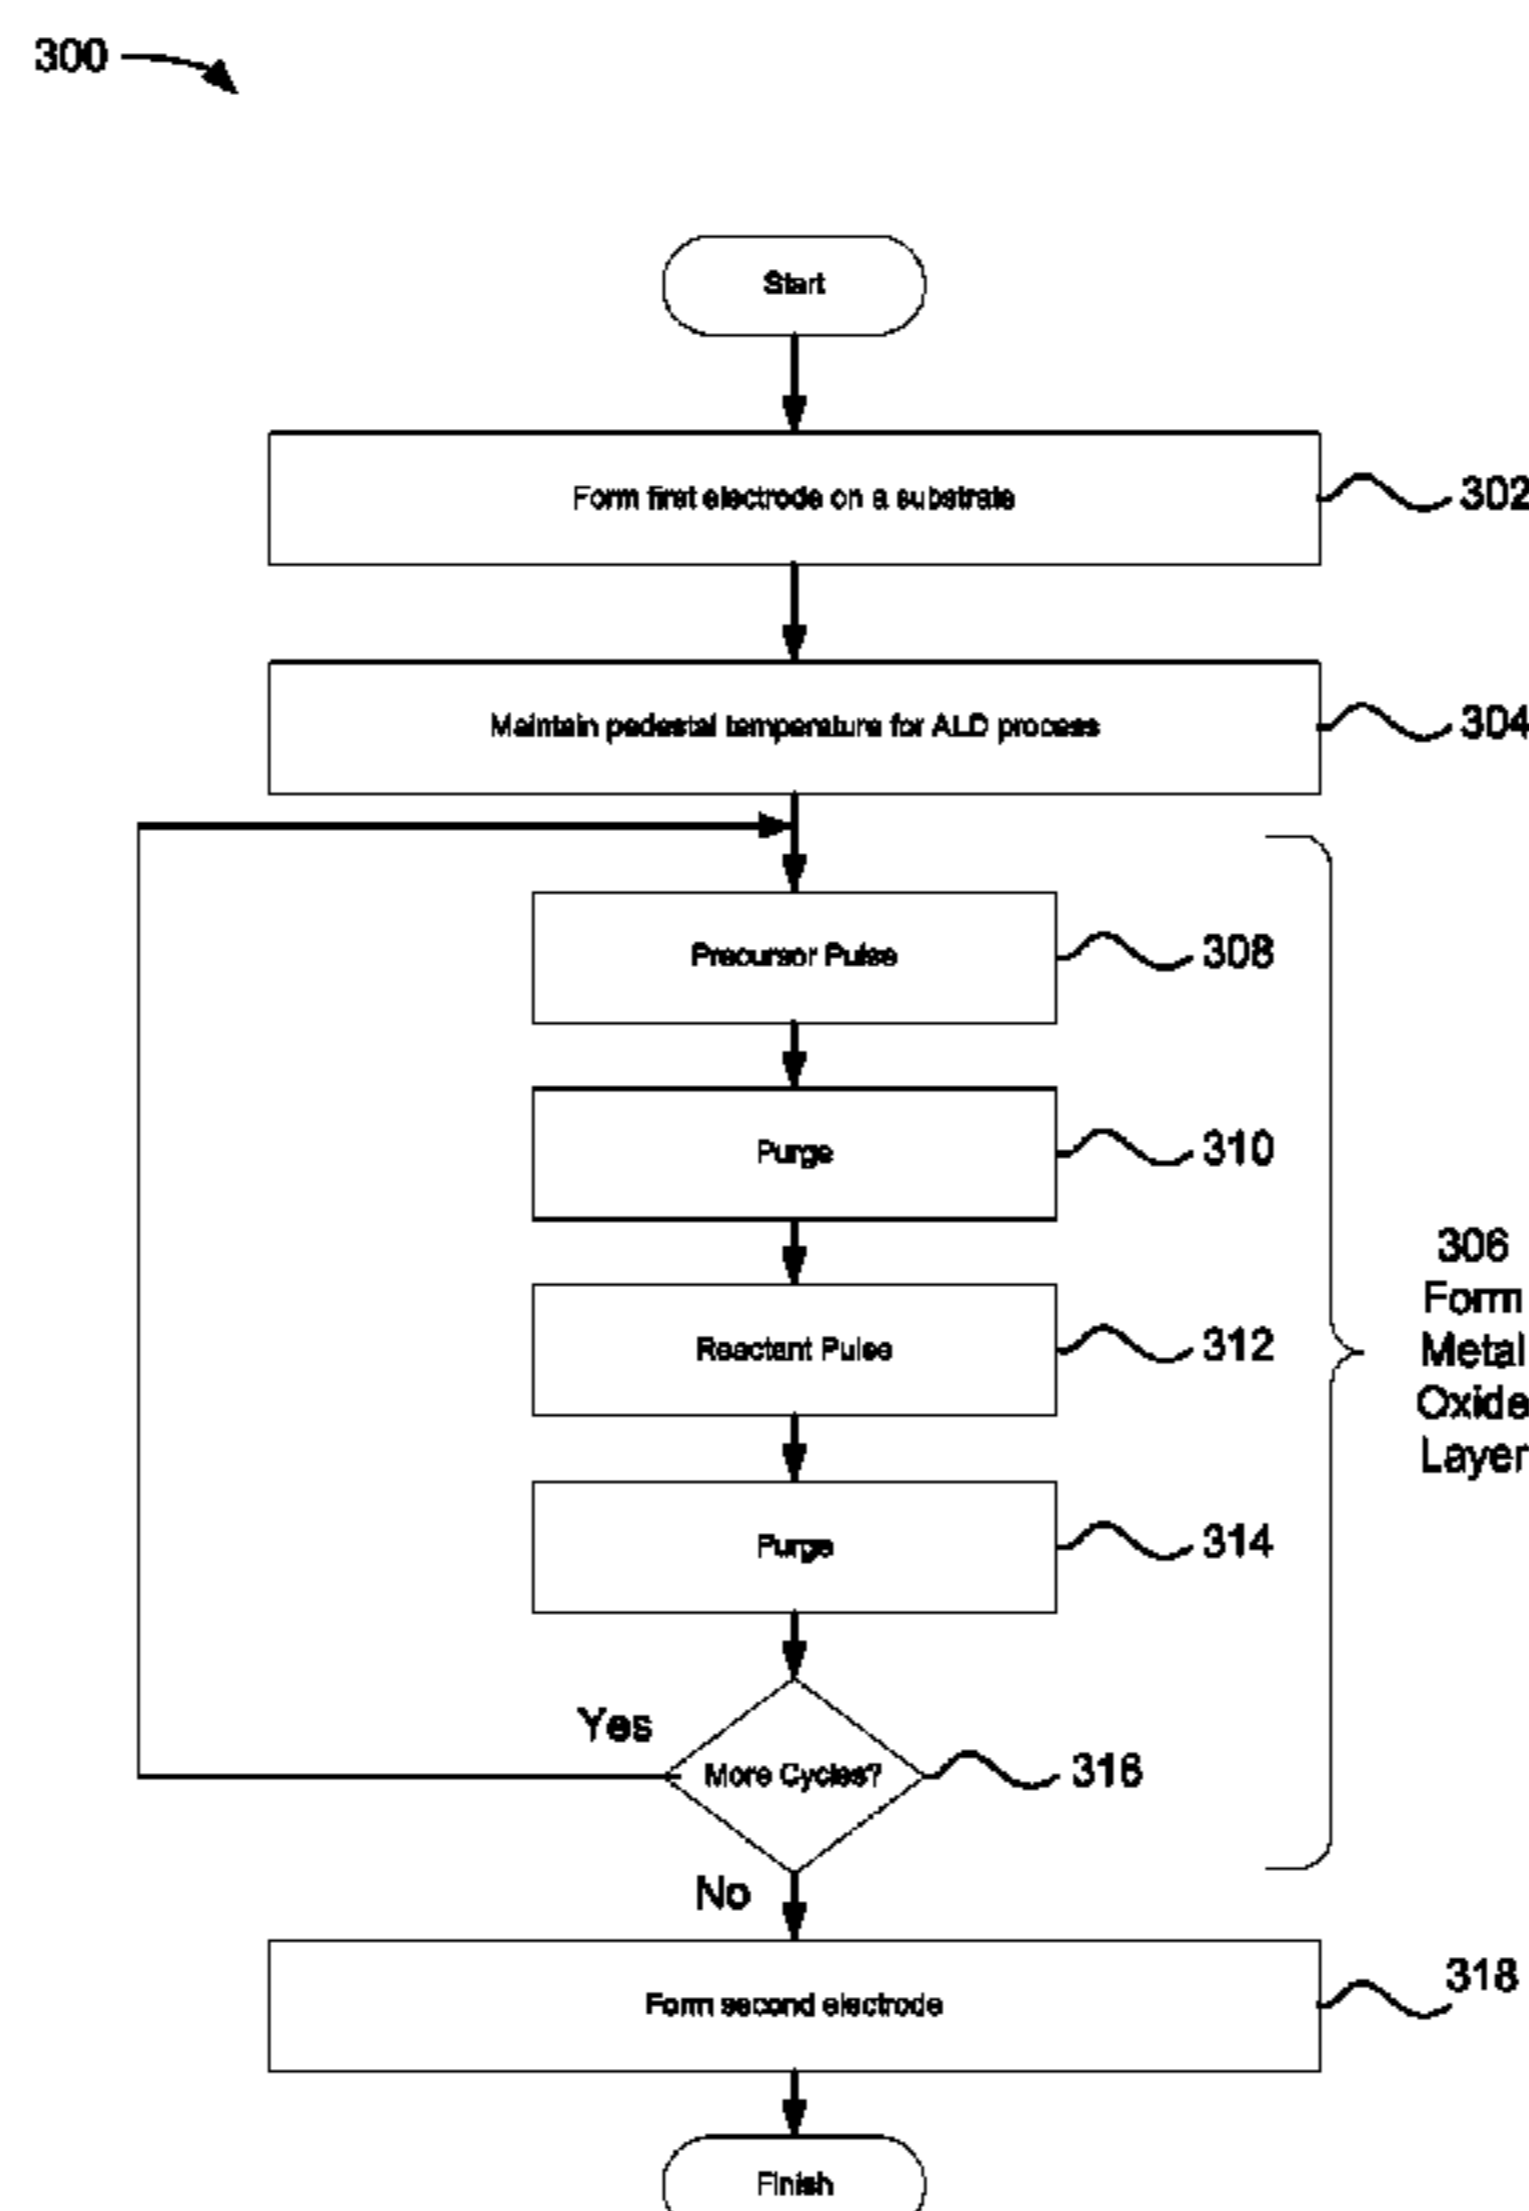 300
Start
Form first electrode on a substrate
302
Maintain pedestal temperature for ALD process
304
Precursor Pulse
308
Purge
310
Reactant Pulse
312
306
Form
Metal
Oxide
Layer
Purge
314
Yes
More Cycles?
316
No
Form second electrode
318
Finish